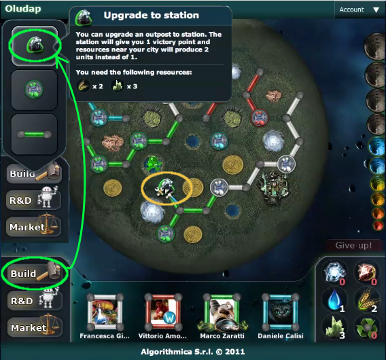 Oludap
Account ▼
Upgrade to station
You can upgrade an outpost to station. The
station will give you 1 victory point and
resources near your city will produce 2
units instead of 1.
You need the following resources:
x 2
x 3
Build
R&D
Market
Give up!
Build
R&D
Market
0
0
1
2
3
0
W
Francesca Gi...
Vittorio Amo...
Marco Zaratti
Daniele Calisi
Algorithmica S.r.l. © 2011